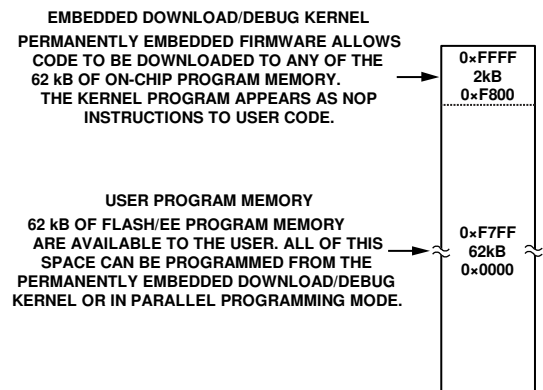 EMBEDDED DOWNLOAD/DEBUG KERNEL
PERMANENTLY EMBEDDED FIRMWARE ALLOWS
CODE TO BE DOWNLOADED TO ANY OF THE
62 kB OF ON-CHIP PROGRAM MEMORY.
THE KERNEL PROGRAM APPEARS AS NOP
INSTRUCTIONS TO USER CODE.
0×FFFF
2kB
0×F800
USER PROGRAM MEMORY
62 kB OF FLASH/EE PROGRAM MEMORY
ARE AVAILABLE TO THE USER. ALL OF THIS
SPACE CAN BE PROGRAMMED FROM THE
PERMANENTLY EMBEDDED DOWNLOAD/DEBUG
KERNEL OR IN PARALLEL PROGRAMMING MODE.
0×F7FF
62kB
0×0000